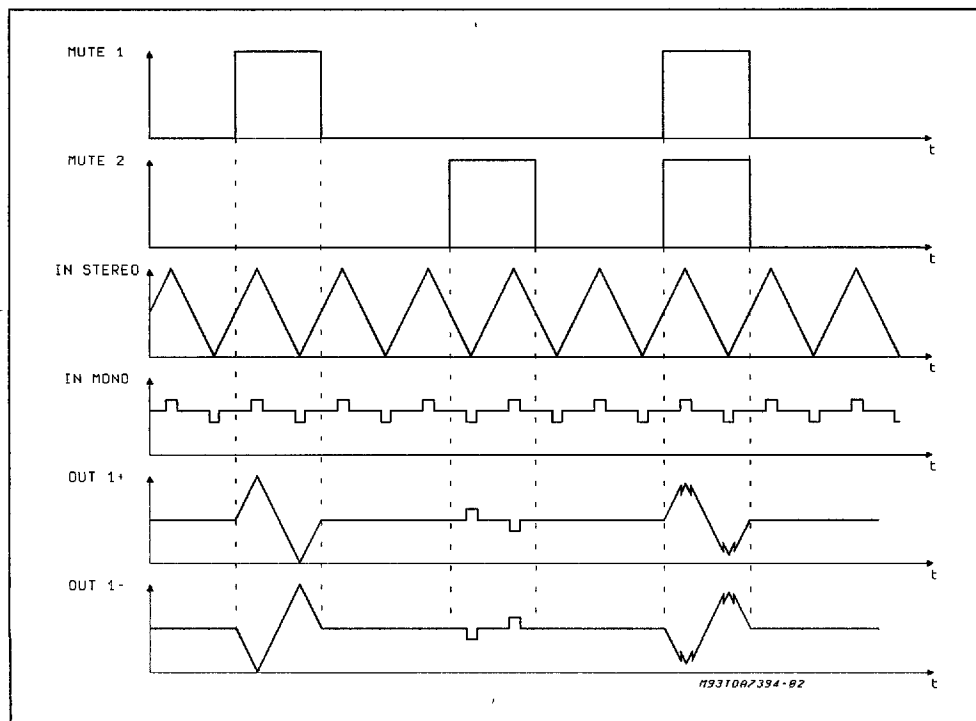 MUTE 1
t
MUTE 2
t
IN STEREO
t
IN MONO
t
OUT 1+
t
OUT 1-
t
M93TDA7394-02